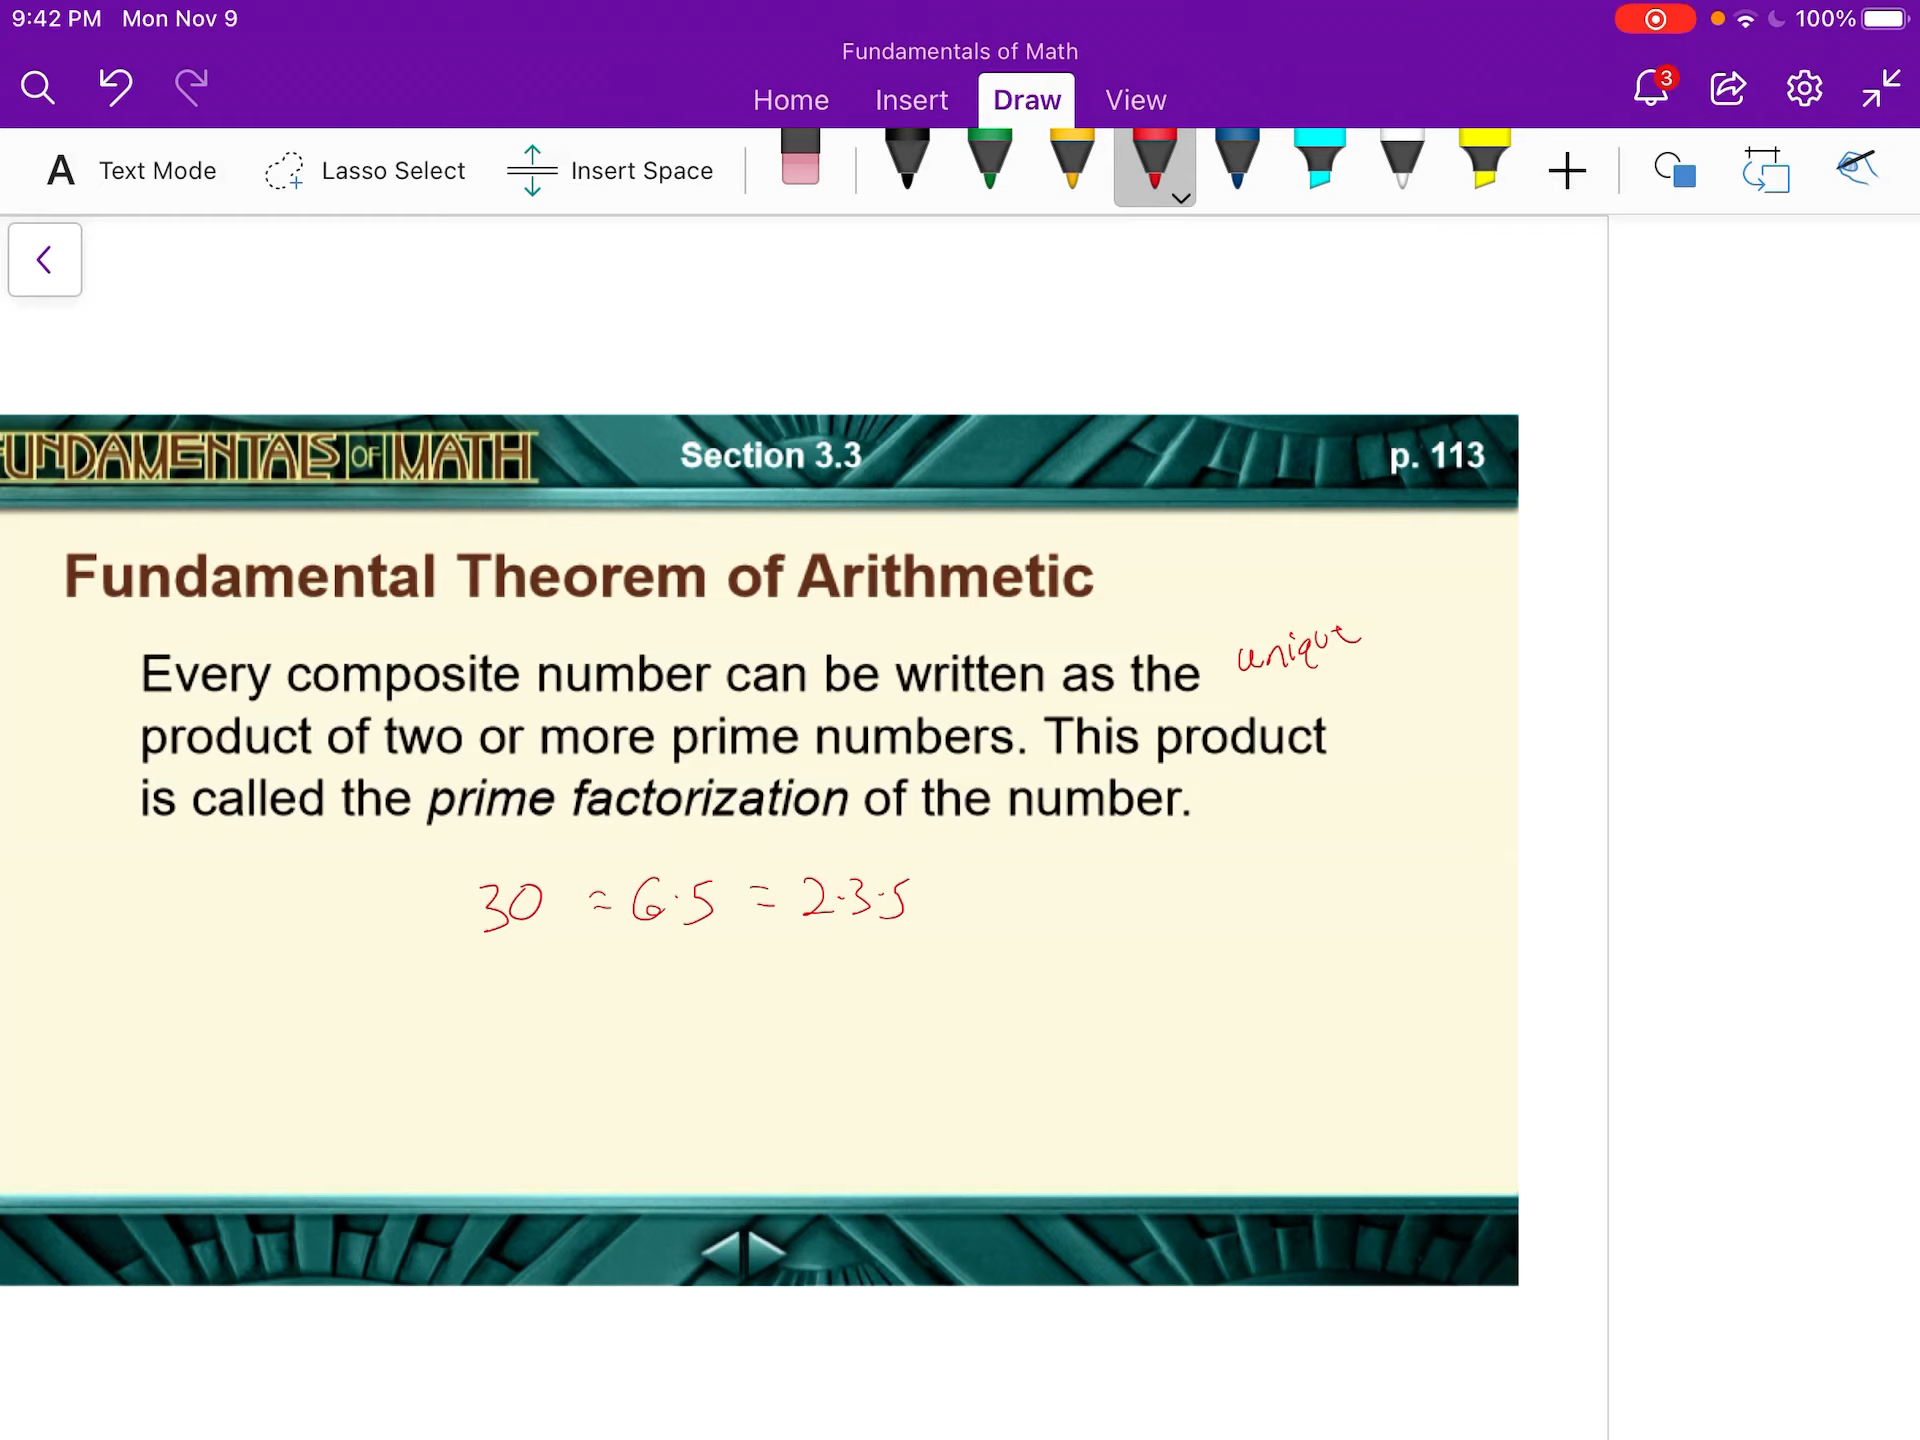 9:42 PM Mon Nov 9
100%
Fundamentals of Math
Home Insert Draw View
3
A Text Mode Lasso Select Insert Space
FUNDAMENTALS OF MATH Section 3.3 p. 113
Fundamental Theorem of Arithmetic
unique
Every composite number can be written as the
product of two or more prime numbers. This product
is called the prime factorization of the number.
30 = 6·5 = 2·3·5